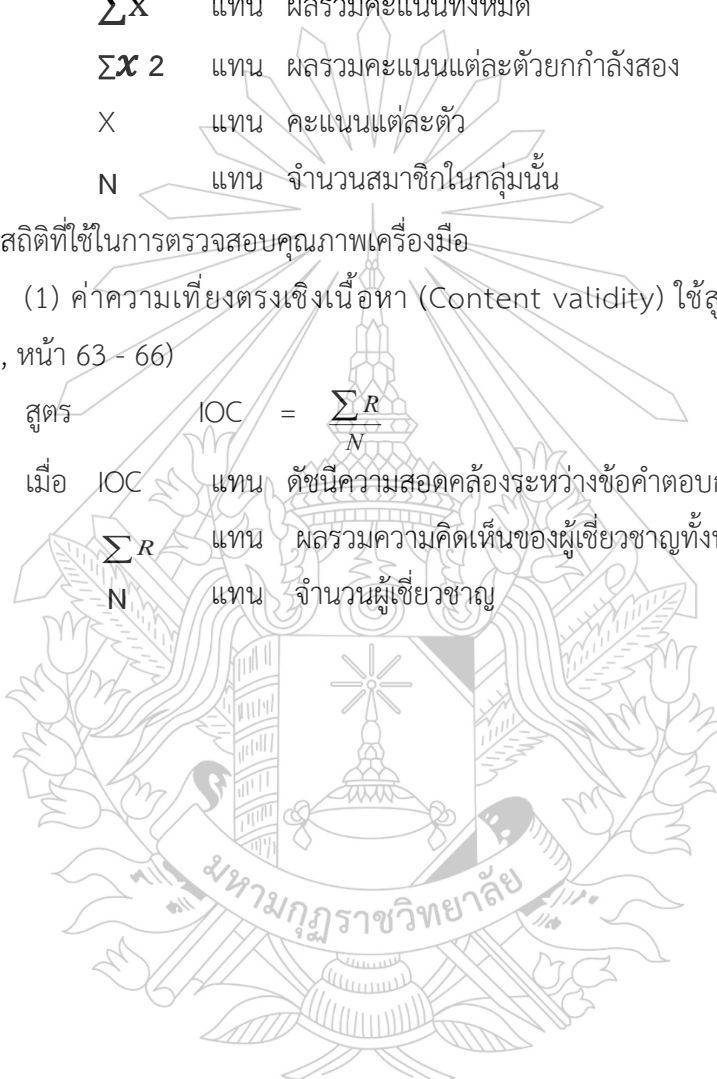 ∑X แทน ผลรวมคะแนนทั้งหมด
∑𝒙 2 แทน ผลรวมคะแนนแต่ละตัวยกกำลังสอง
X แทน คะแนนแต่ละตัว
N แทน จำนวนสมาชิกในกลุ่มนั้น
สถิติที่ใช้ในการตรวจสอบคุณภาพเครื่องมือ
(1) ค่าความเที่ยงตรงเชิงเนื้อหา (Content validity) ใช้
, หน้า 63 - 66)
สูตร IOC = ∑R / N
เมื่อ IOC แทน ดัชนีความสอดคล้องระหว่างข้อคำตอบ
∑R แทน ผลรวมความคิดเห็นของผู้เชี่ยวชาญ
N แทน จำนวนผู้เชี่ยวชาญ
มหามกุฏราชวิทยาลัย